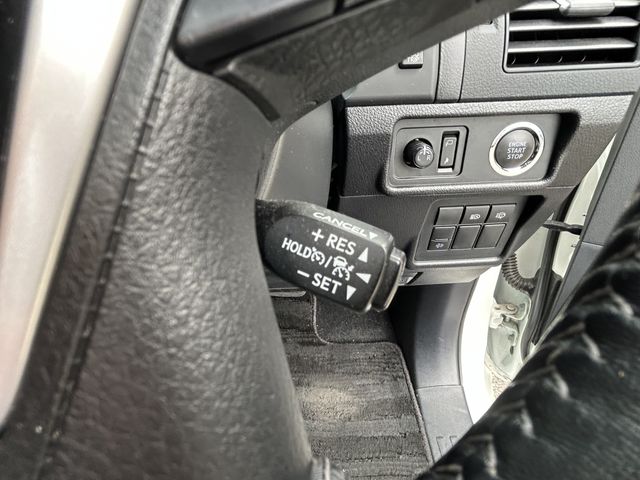 ENGINE
START
STOP
CANCEL
+ RES
HOLD /
− SET